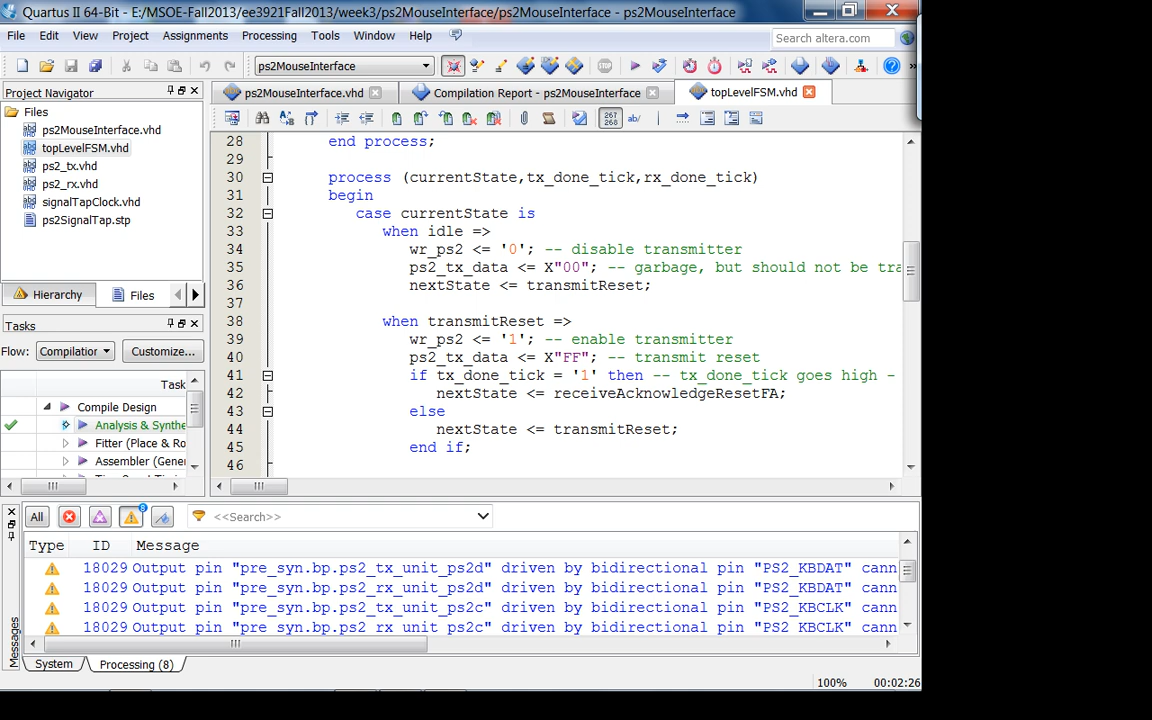 Quartus II 64-Bit - E:/MSOE-Fall2013/ee3921Fall2013/week3/ps2MouseInterface/ps2MouseInterface - ps2MouseInterface
File Edit View Project Assignments Processing Tools Window Help
Search altera.com
ps2MouseInterface
STOP
Project Navigator
Files
ps2MouseInterface.vhd
topLevelFSM.vhd
ps2_tx.vhd
ps2_rx.vhd
signalTapClock.vhd
ps2SignalTap.stp
Hierarchy Files
Tasks
Flow: Compilation Customize...
Task
Compile Design
Analysis & Synthe
Fitter (Place & Ro
Assembler (Gener
ps2MouseInterface.vhd Compilation Report - ps2MouseInterface topLevelFSM.vhd
267 268 ab/
28 end process;
29
30 process (currentState,tx_done_tick,rx_done_tick)
31 begin
32 case currentState is
33 when idle =>
34 wr_ps2 <= '0'; -- disable transmitter
35 ps2_tx_data <= X"00"; -- garbage, but should not be tra
36 nextState <= transmitReset;
37
38 when transmitReset =>
39 wr_ps2 <= '1'; -- enable transmitter
40 ps2_tx_data <= X"FF"; -- transmit reset
41 if tx_done_tick = '1' then -- tx_done_tick goes high -
42 nextState <= receiveAcknowledgeResetFA;
43 else
44 nextState <= transmitReset;
45 end if;
46
All 8 <<Search>>
Type ID Message
18029 Output pin "pre_syn.bp.ps2_tx_unit_ps2d" driven by bidirectional pin "PS2_KBDAT" cann
18029 Output pin "pre_syn.bp.ps2_rx_unit_ps2d" driven by bidirectional pin "PS2_KBDAT" cann
18029 Output pin "pre_syn.bp.ps2_tx_unit_ps2c" driven by bidirectional pin "PS2_KBCLK" cann
18029 Output pin "pre_syn.bp.ps2_rx_unit_ps2c" driven by bidirectional pin "PS2_KBCLK" cann
Messages
System Processing (8)
100% 00:02:26